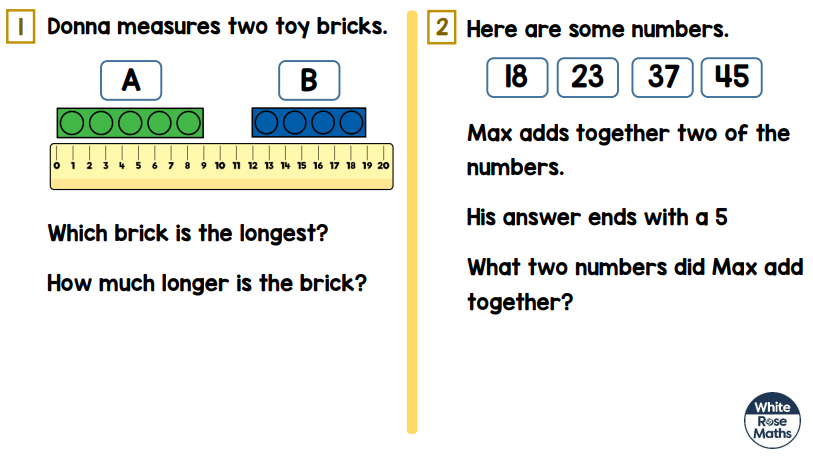 1 Donna measures two toy bricks.
A B
0 1 2 3 4 5 6 7 8 9 10 11 12 13 14 15 16 17 18 19 20
Which brick is the longest?
How much longer is the brick?
2 Here are some numbers.
18 23 37 45
Max adds together two of the
numbers.
His answer ends with a 5
What two numbers did Max add
together?
White
Rose
Maths